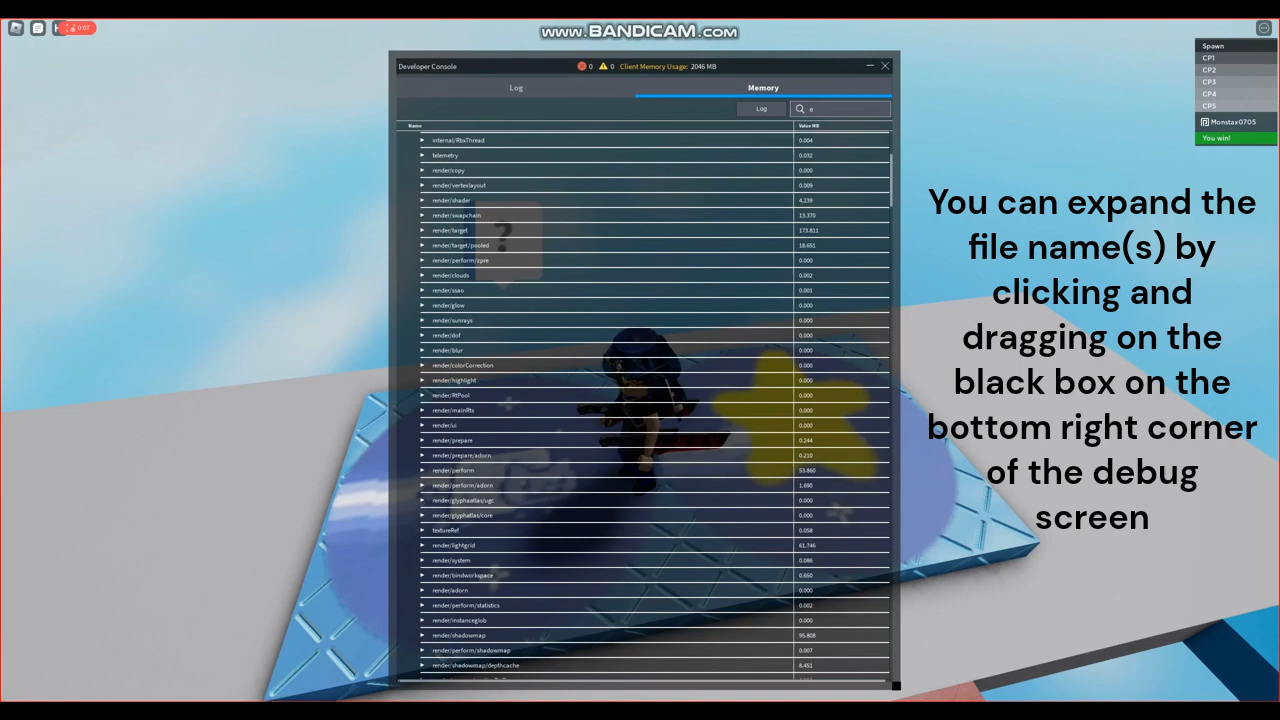 0:07
www.BANDICAM.com
Developer Console
0
0
Client Memory Usage: 2046 MB
Log
Memory
Log
e
Name
Value MB
internal/RbxThread 0.004
telemetry 0.032
render/copy 0.000
render/vertexlayout 0.009
render/shader 4.239
render/swapchain 13.370
render/target 173.811
render/target/pooled 18.651
render/perform/zpre 0.000
render/clouds 0.002
render/ssao 0.001
render/glow 0.000
render/sunrays 0.000
render/dof 0.000
render/blur 0.000
render/colorCorrection 0.000
render/highlight 0.000
render/RtPool 0.000
render/mainRts 0.000
render/ui 0.000
render/prepare 0.244
render/prepare/adorn 0.210
render/perform 53.860
render/perform/adorn 1.690
render/glyphaatlas/ugc 0.000
render/glyphatlas/core 0.000
textureRef 0.058
render/lightgrid 61.746
render/system 0.086
render/bindworkspace 0.650
render/adorn 0.000
render/perform/statistics 0.002
render/instanceglob 0.000
render/shadowmap 95.808
render/perform/shadowmap 0.007
render/shadowmap/depthcache 8.451
?
Spawn
CP1
CP2
CP3
CP4
CP5
Monstax0705
You win!
You can expand the
file name(s) by
clicking and
dragging on the
black box on the
bottom right corner
of the debug
screen